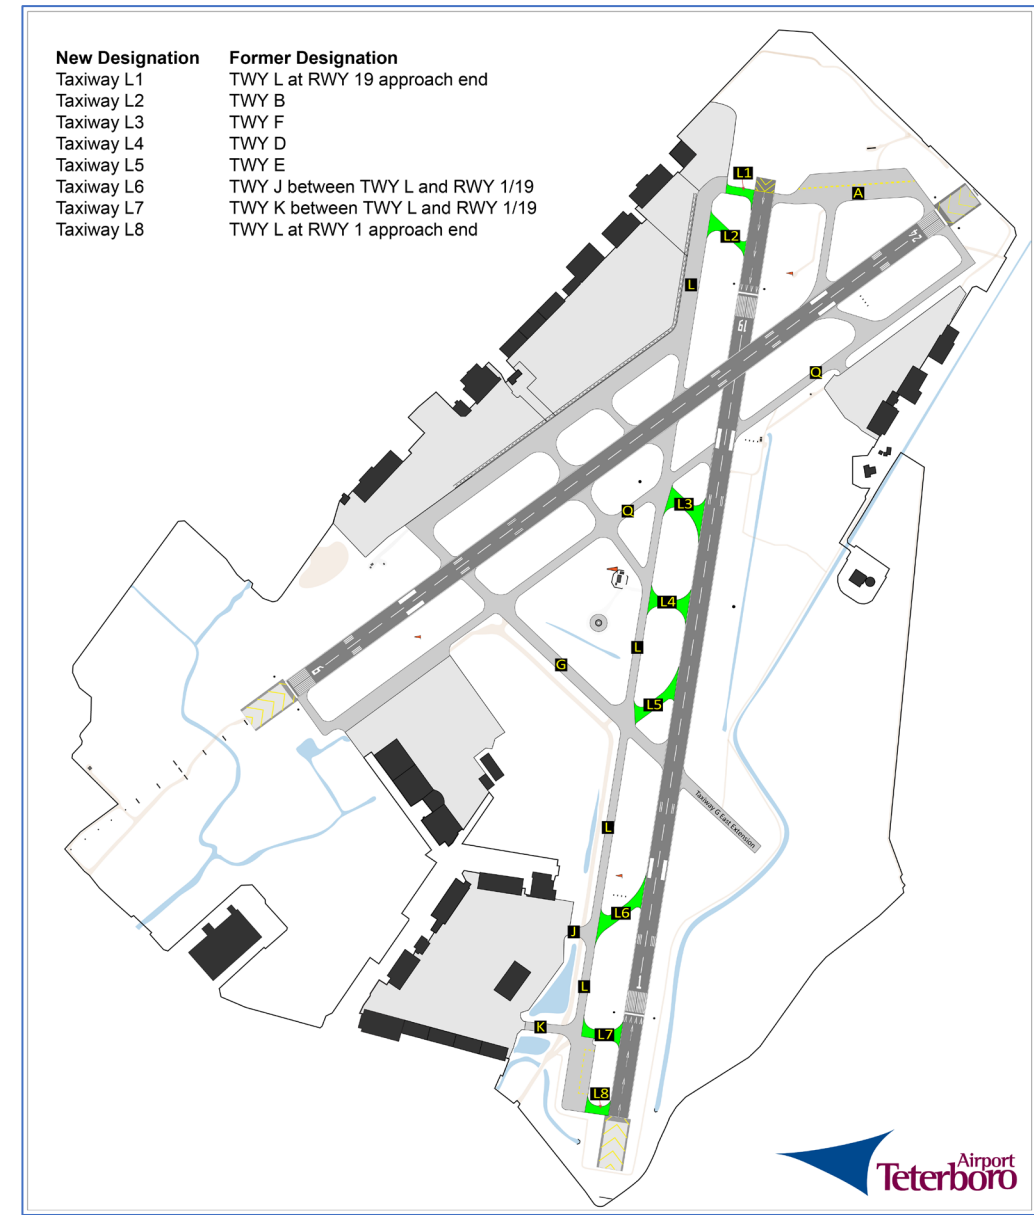 New Designation Former Designation
Taxiway L1 TWY L at RWY 19 approach end
Taxiway L2 TWY B
Taxiway L3 TWY F
Taxiway L4 TWY D
Taxiway L5 TWY E
Taxiway L6 TWY J between TWY L and RWY 1/19
Taxiway L7 TWY K between TWY L and RWY 1/19
Taxiway L8 TWY L at RWY 1 approach end
L1
A
L2
24
L
19
Q
L3
Q
L4
L
G
6
L5
Taxiway G East Extension
L
L6
J
1
L
K
L7
L8
Airport
Teterboro